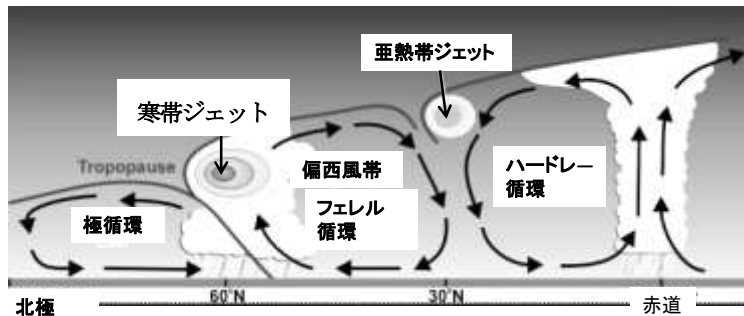 亜熱帯ジェット
寒帯ジェット
Tropopause
偏西風帯
ハードレー
循環
極循環
フェレル
循環
60°N
30°N
北極
赤道